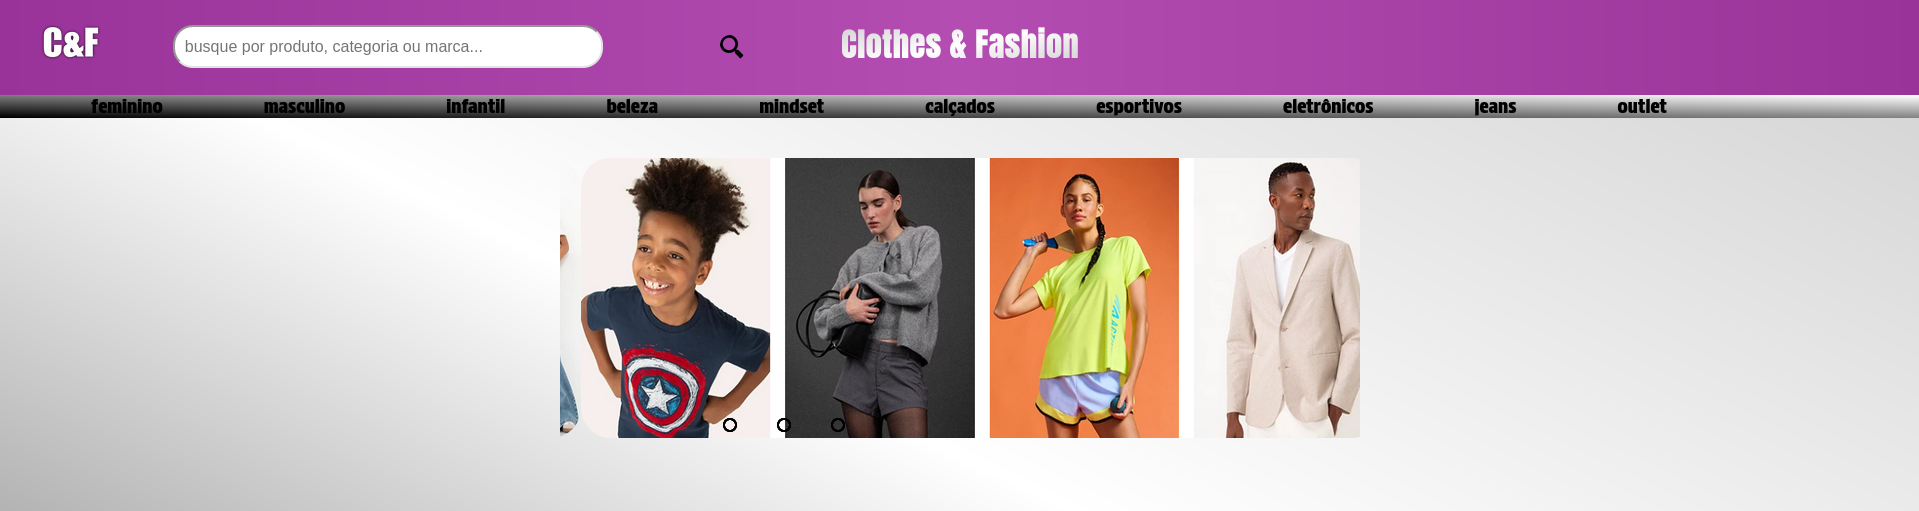 C&F
busque por produto, categoria ou marca...
Clothes & Fashion
feminino masculino infantil beleza mindset calçados esportivos eletrônicos jeans outlet